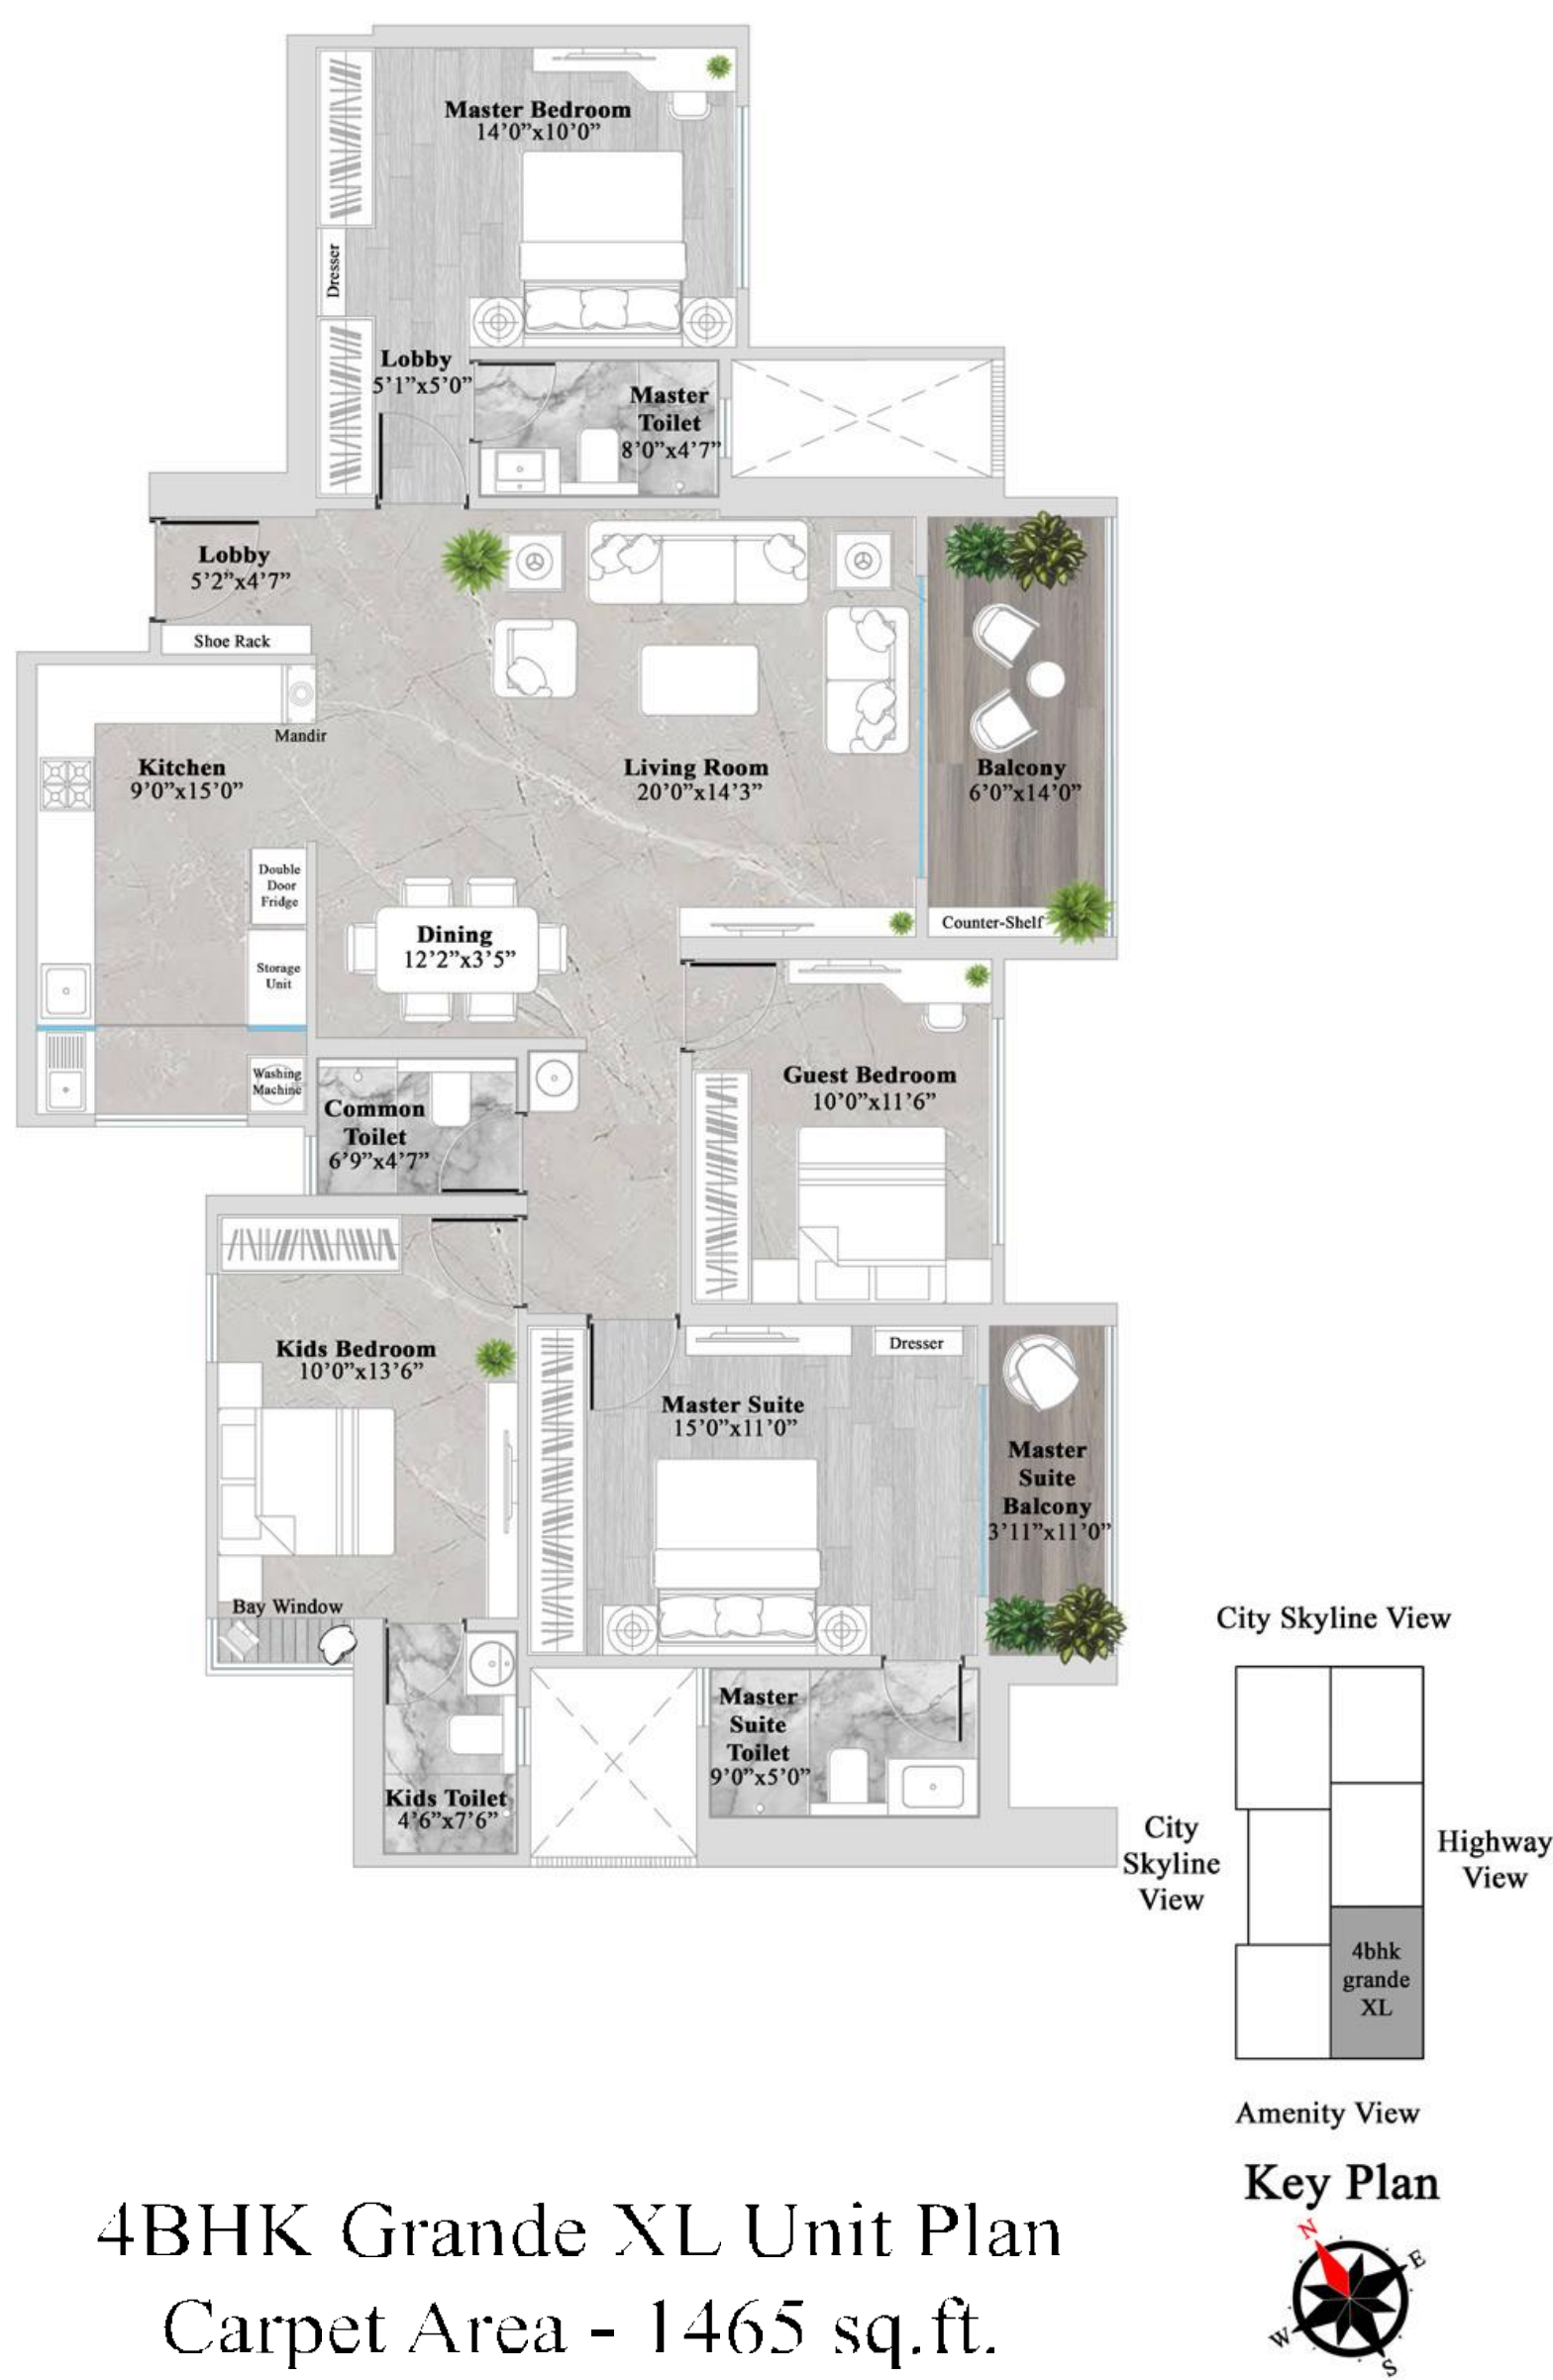 Master Bedroom
14’0”x10’0”
Dresser
Lobby
5’1”x5’0”
Master
Toilet
8’0”x4’7”
Lobby
5’2”x4’7”
Shoe Rack
Mandir
Kitchen
9’0”x15’0”
Living Room
20’0”x14’3”
Balcony
6’0”x14’0”
Double
Door
Fridge
Counter-Shelf
Dining
12’2”x3’5”
Storage
Unit
Washing
Machine
Common
Toilet
6’9”x4’7”
Guest Bedroom
10’0”x11’6”
Kids Bedroom
10’0”x13’6”
Dresser
Master Suite
15’0”x11’0”
Master
Suite
Balcony
3’11”x11’0”
Bay Window
Kids Toilet
4’6”x7’6”
Master
Suite
Toilet
9’0”x5’0”
City Skyline View
City
Skyline
View
Highway
View
4bhk
grande
XL
Amenity View
Key Plan
N
E
W
S
4BHK Grande XL Unit Plan
Carpet Area - 1465 sq.ft.